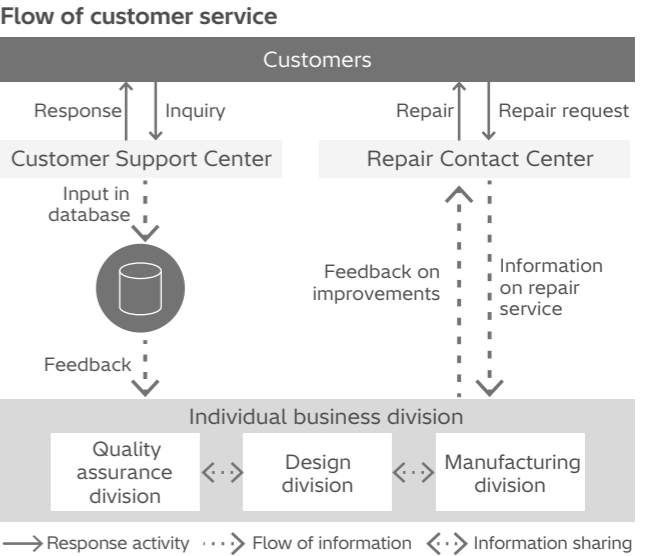 Flow of customer service
Customers
Response
Inquiry
Repair
Repair request
Customer Support Center
Repair Contact Center
Input in
database
Feedback on
improvements
Information
on repair
service
Feedback
Individual business division
Quality
assurance
division
Design
division
Manufacturing
division
Response activity
Flow of information
Information sharing